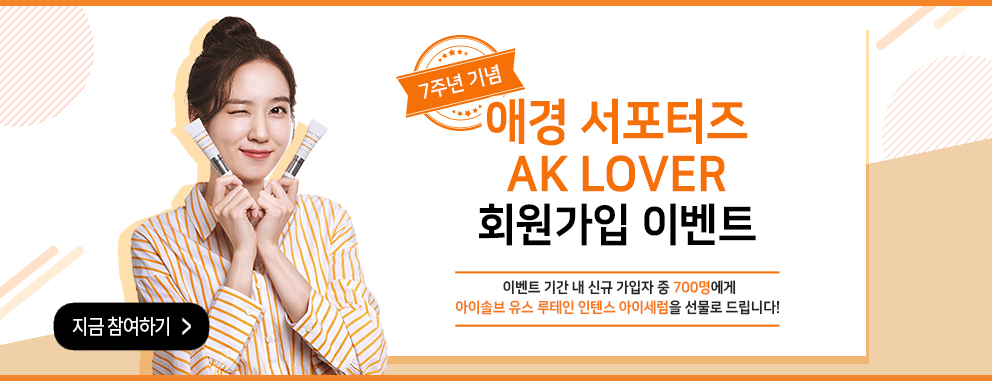 7주년 기념
애경 서포터즈
AK LOVER
회원가입 이벤트
이벤트 기간 내 신규 가입자 중 700명에게
아이솔브 유스 루테인 인텐스 아이세럼을 선물로 드립니다!
지금 참여하기 >